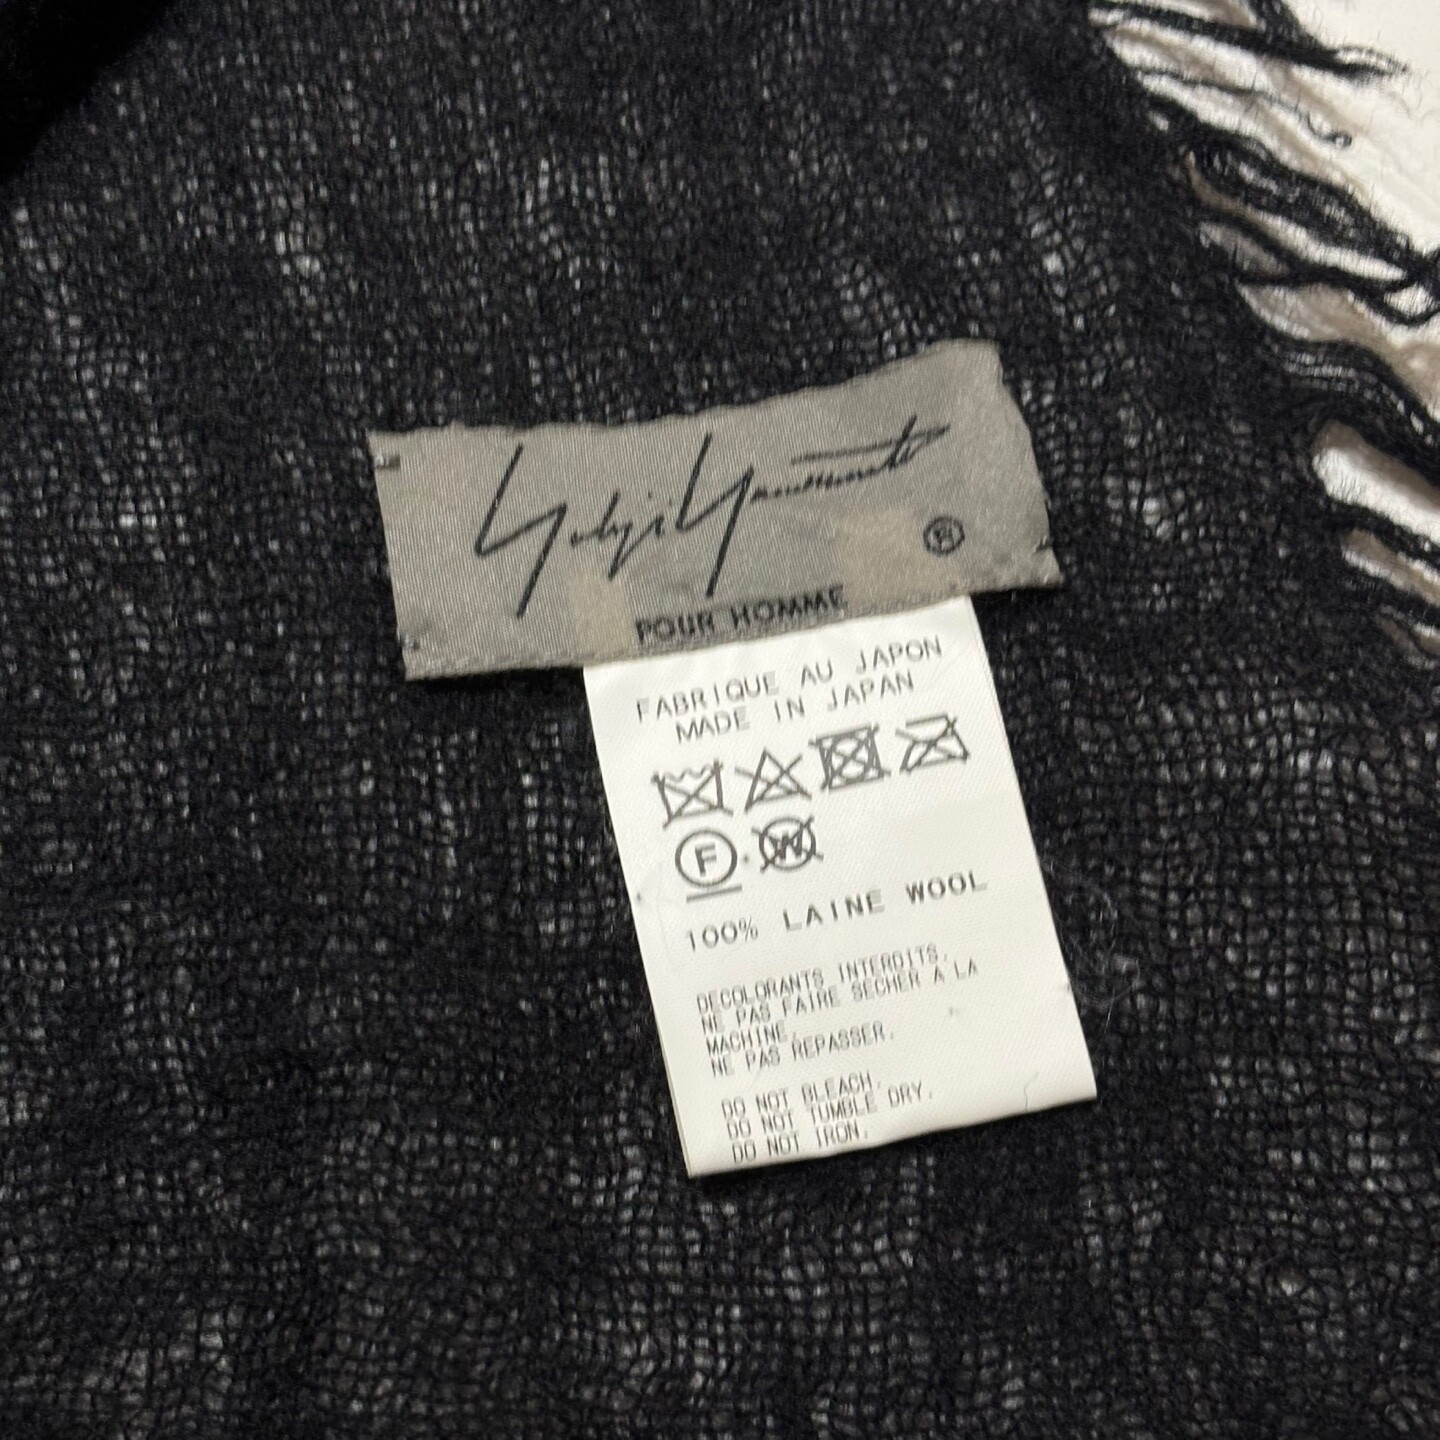 Yohji Yamamoto
®
POUR HOMME
FABRIQUE AU JAPON
MADE IN JAPAN
F W
100% LAINE WOOL
DECOLORANTS INTERDITS.
NE PAS FAIRE SECHER A LA
MACHINE.
NE PAS REPASSER.
DO NOT BLEACH.
DO NOT TUMBLE DRY.
DO NOT IRON.